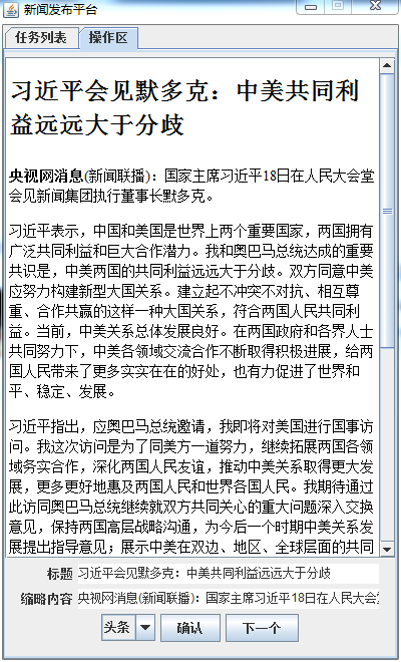 新闻发布平台
任务列表 操作区
习近平会见默多克：中美共同利
益远远大于分歧
央视网消息(新闻联播)：国家主席习近平18日在人民大会堂
会见新闻集团执行董事长默多克。
习近平表示，中国和美国是世界上两个重要国家，两国拥有
广泛共同利益和巨大合作潜力。我和奥巴马总统达成的重要
共识是，中美两国的共同利益远远大于分歧。双方同意中美
应努力构建新型大国关系。建立起不冲突不对抗、相互尊
重、合作共赢的这样一种大国关系，符合两国人民共同利
益。当前，中美关系总体发展良好。在两国政府和各界人士
共同努力下，中美各领域交流合作不断取得积极进展，给两
国人民带来了更多实实在在的好处，也有力促进了世界和
平、稳定、发展。
习近平指出，应奥巴马总统邀请，我即将对美国进行国事访
问。我这次访问是为了同美方一道努力，继续拓展两国各领
域务实合作，深化两国人民友谊，推动中美关系取得更大发
展，更多更好地惠及两国人民和世界各国人民。我期待通过
此访同奥巴马总统继续就双方共同关心的重大问题深入交换
意见，保持两国高层战略沟通，为今后一个时期中美关系发
展提出指导意见；展示中美在双边、地区、全球层面的共同
标题 习近平会见默多克：中美共同利益远远大于分歧
缩略内容 央视网消息(新闻联播)：国家主席习近平18日在人民大会
头条 确认 下一个